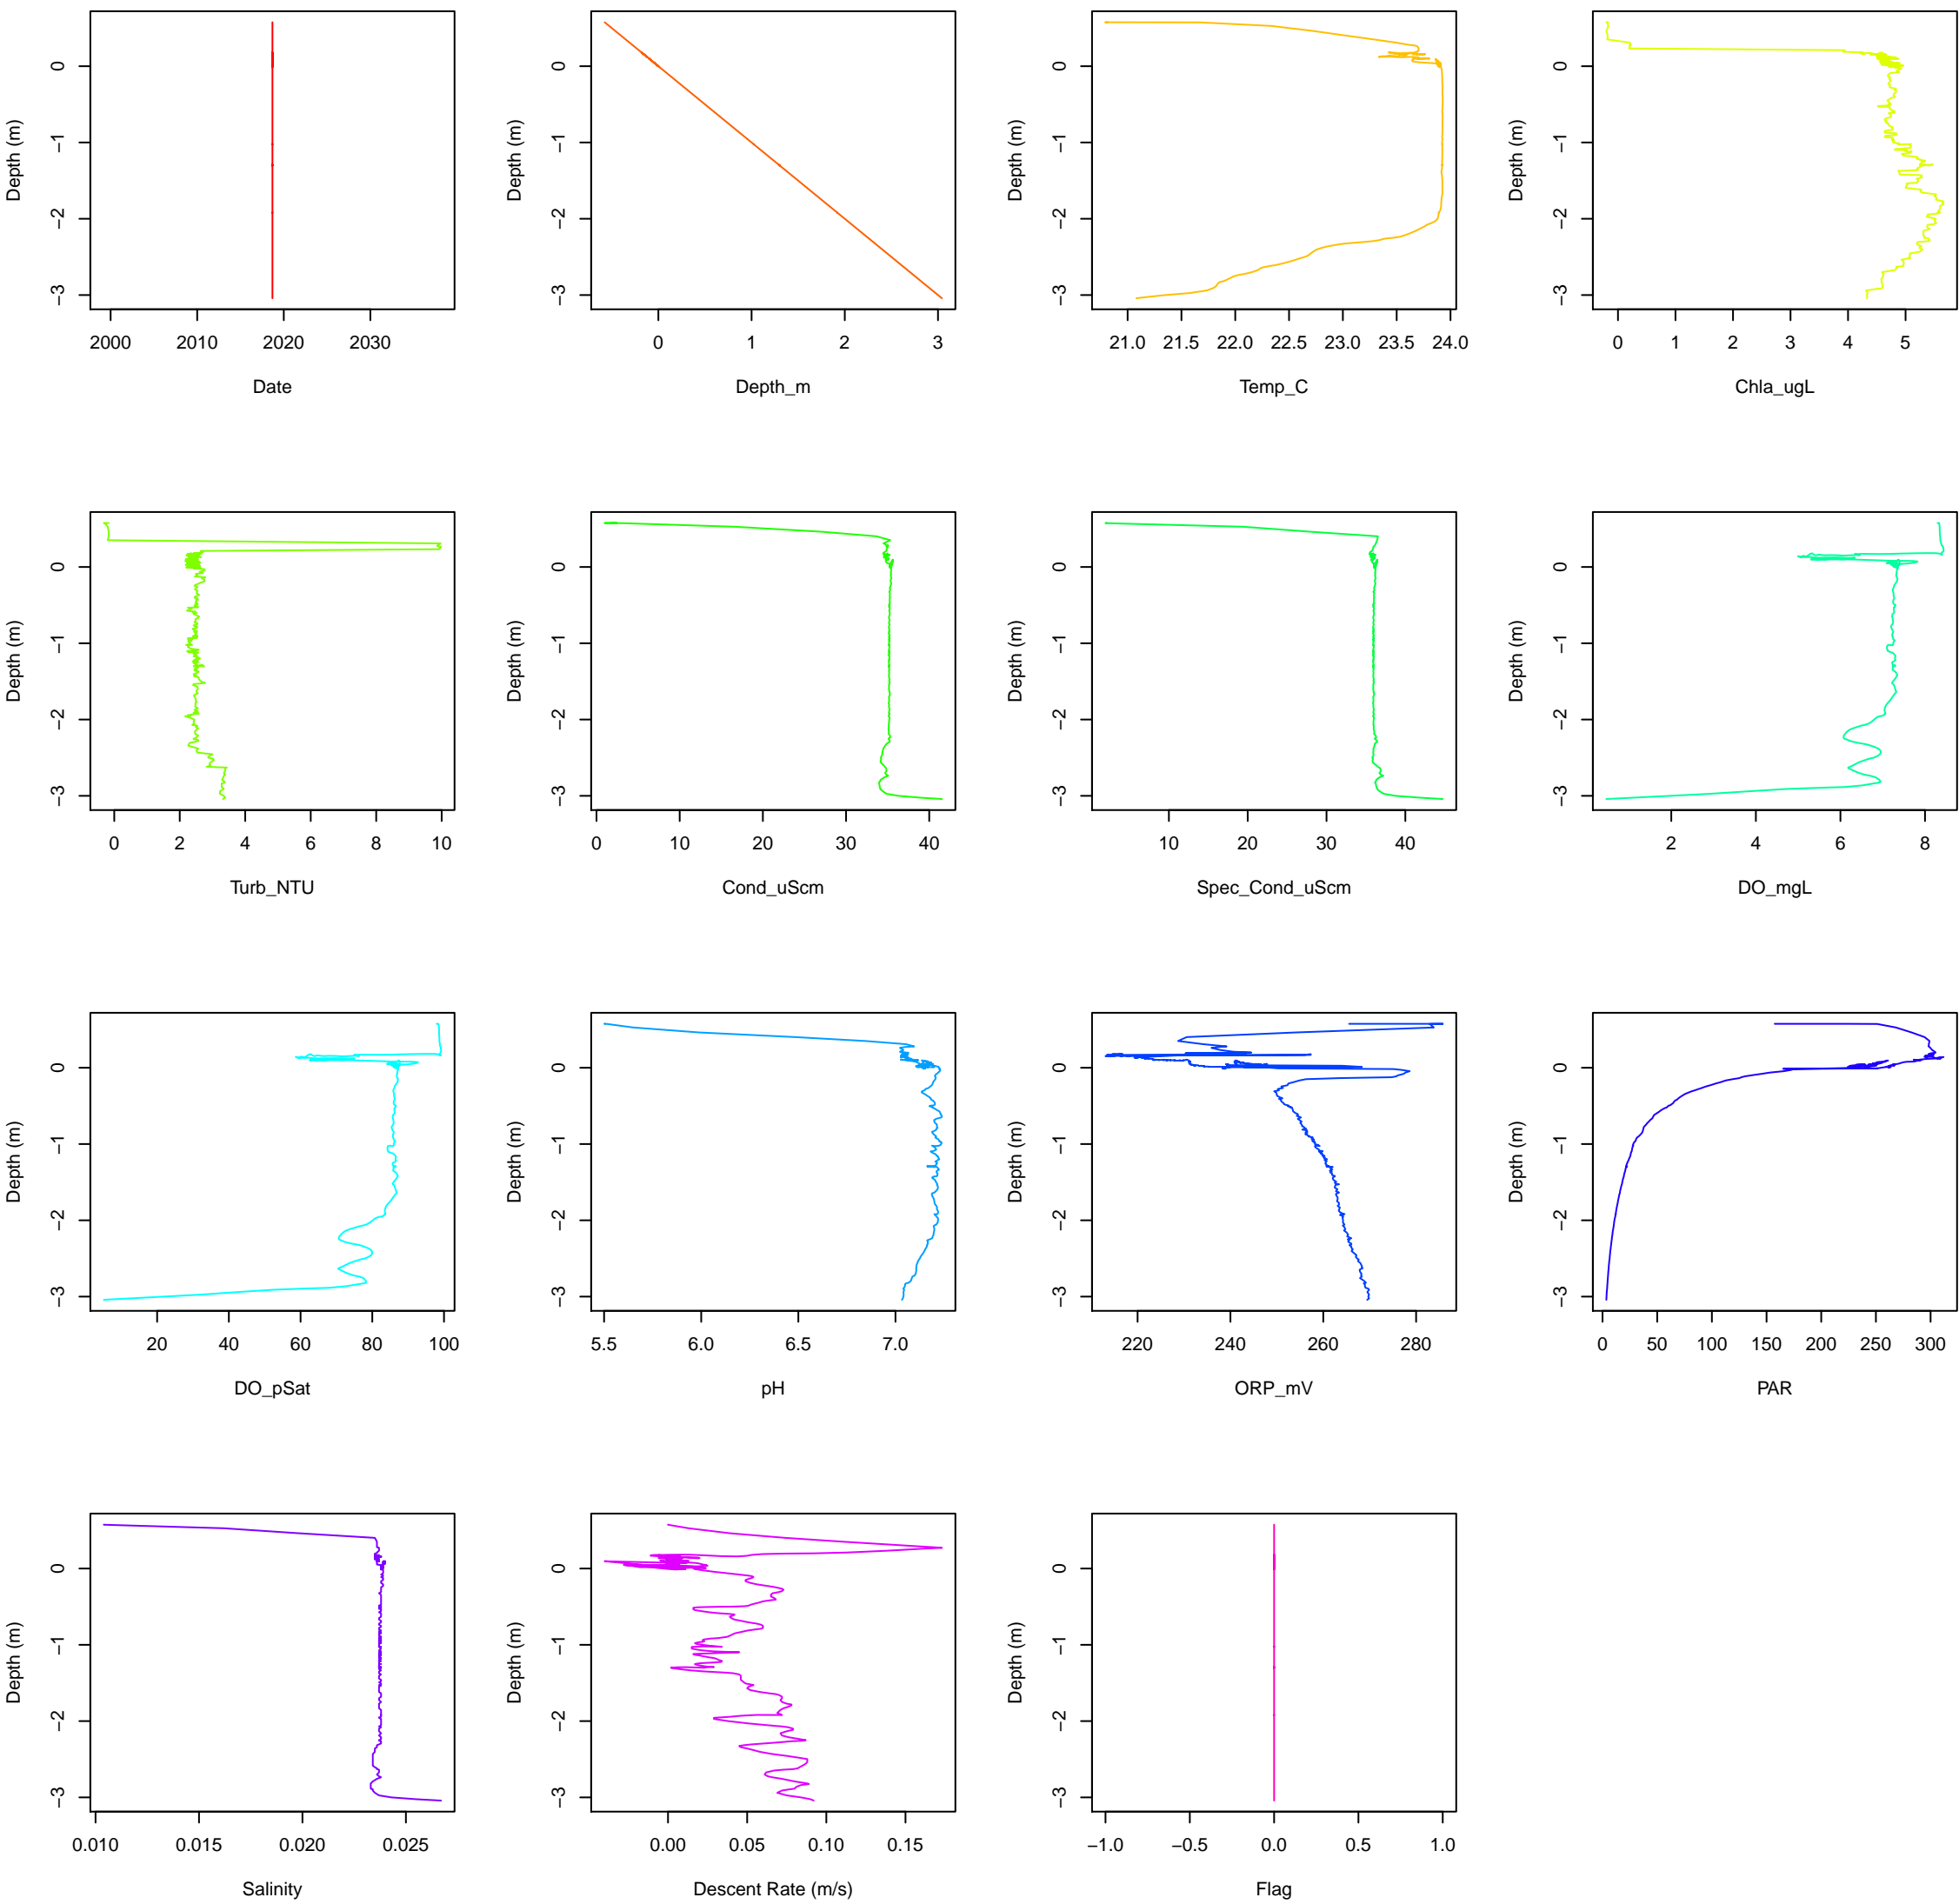 Depth (m)
0
−1
−2
−3
2000 2010 2020 2030
Date
Depth (m)
0
−1
−2
−3
0 1 2 3
Depth_m
Depth (m)
0
−1
−2
−3
21.0 21.5 22.0 22.5 23.0 23.5 24.0
Temp_C
Depth (m)
0
−1
−2
−3
0 1 2 3 4 5
Chla_ugL
Depth (m)
0
−1
−2
−3
0 2 4 6 8 10
Turb_NTU
Depth (m)
0
−1
−2
−3
0 10 20 30 40
Cond_uScm
Depth (m)
0
−1
−2
−3
10 20 30 40
Spec_Cond_uScm
Depth (m)
0
−1
−2
−3
2 4 6 8
DO_mgL
Depth (m)
0
−1
−2
−3
20 40 60 80 100
DO_pSat
Depth (m)
0
−1
−2
−3
5.5 6.0 6.5 7.0
pH
Depth (m)
0
−1
−2
−3
220 240 260 280
ORP_mV
Depth (m)
0
−1
−2
−3
0 50 100 150 200 250 300
PAR
Depth (m)
0
−1
−2
−3
0.010 0.015 0.020 0.025
Salinity
Depth (m)
0
−1
−2
−3
0.00 0.05 0.10 0.15
Descent Rate (m/s)
Depth (m)
0
−1
−2
−3
−1.0 −0.5 0.0 0.5 1.0
Flag